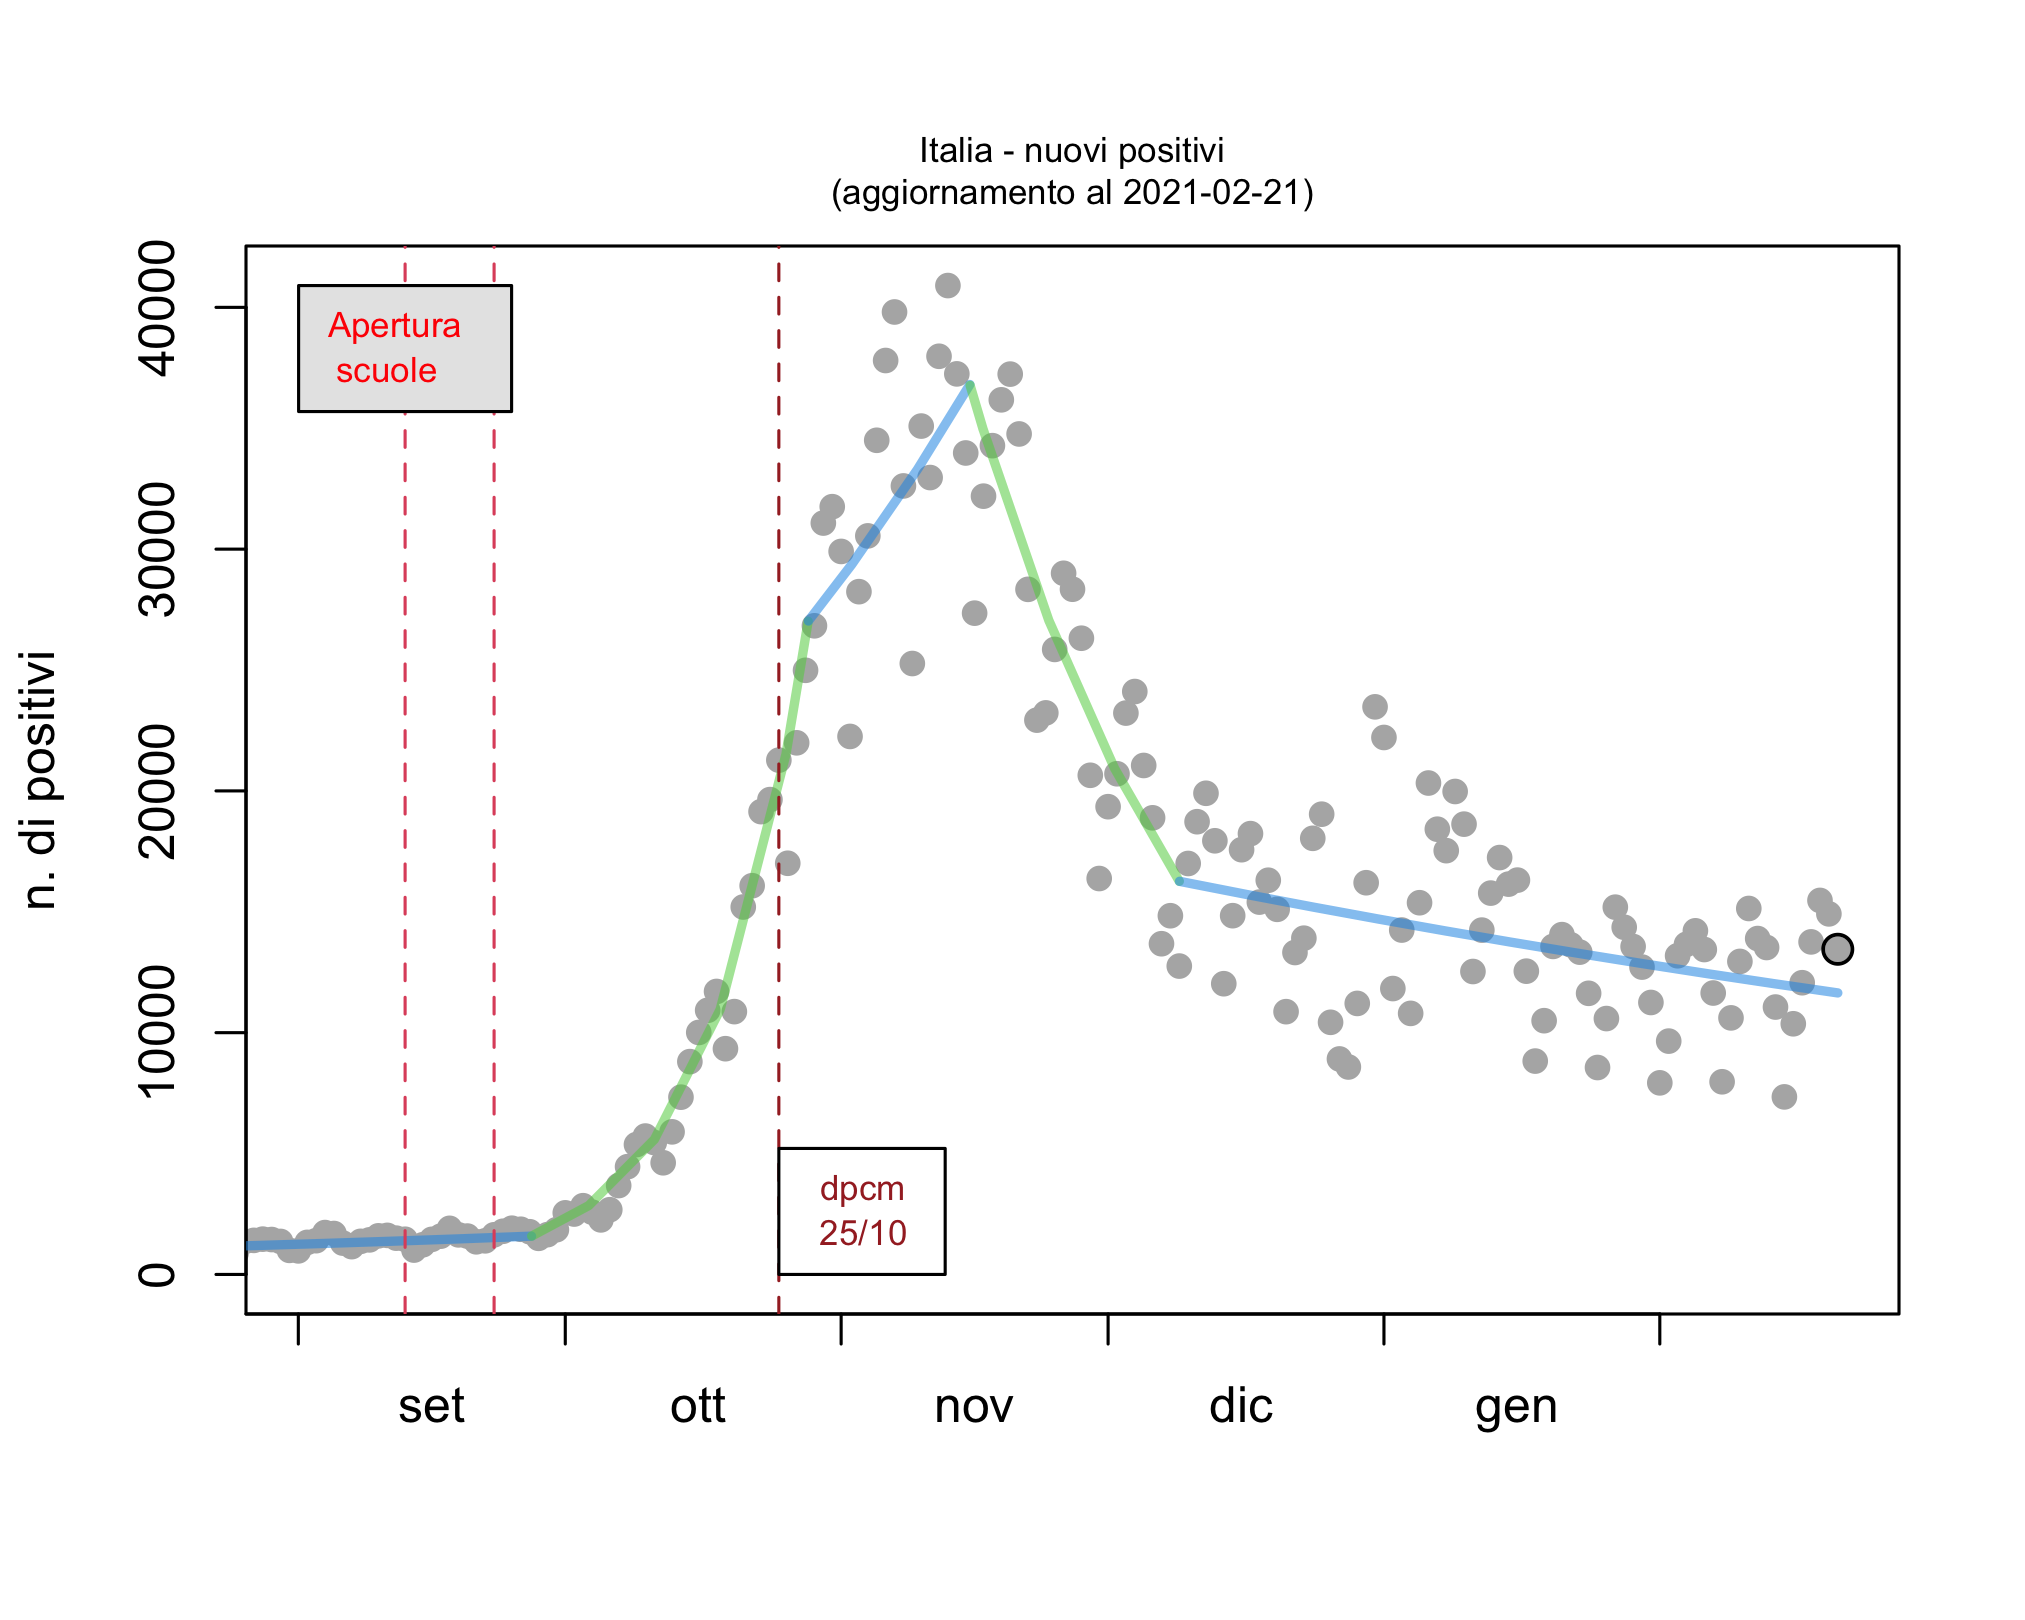 Italia - nuovi positivi
(aggiornamento al 2021-02-21)
n. di positivi
40000
30000
20000
10000
0
Apertura
scuole
dpcm
25/10
set
ott
nov
dic
gen